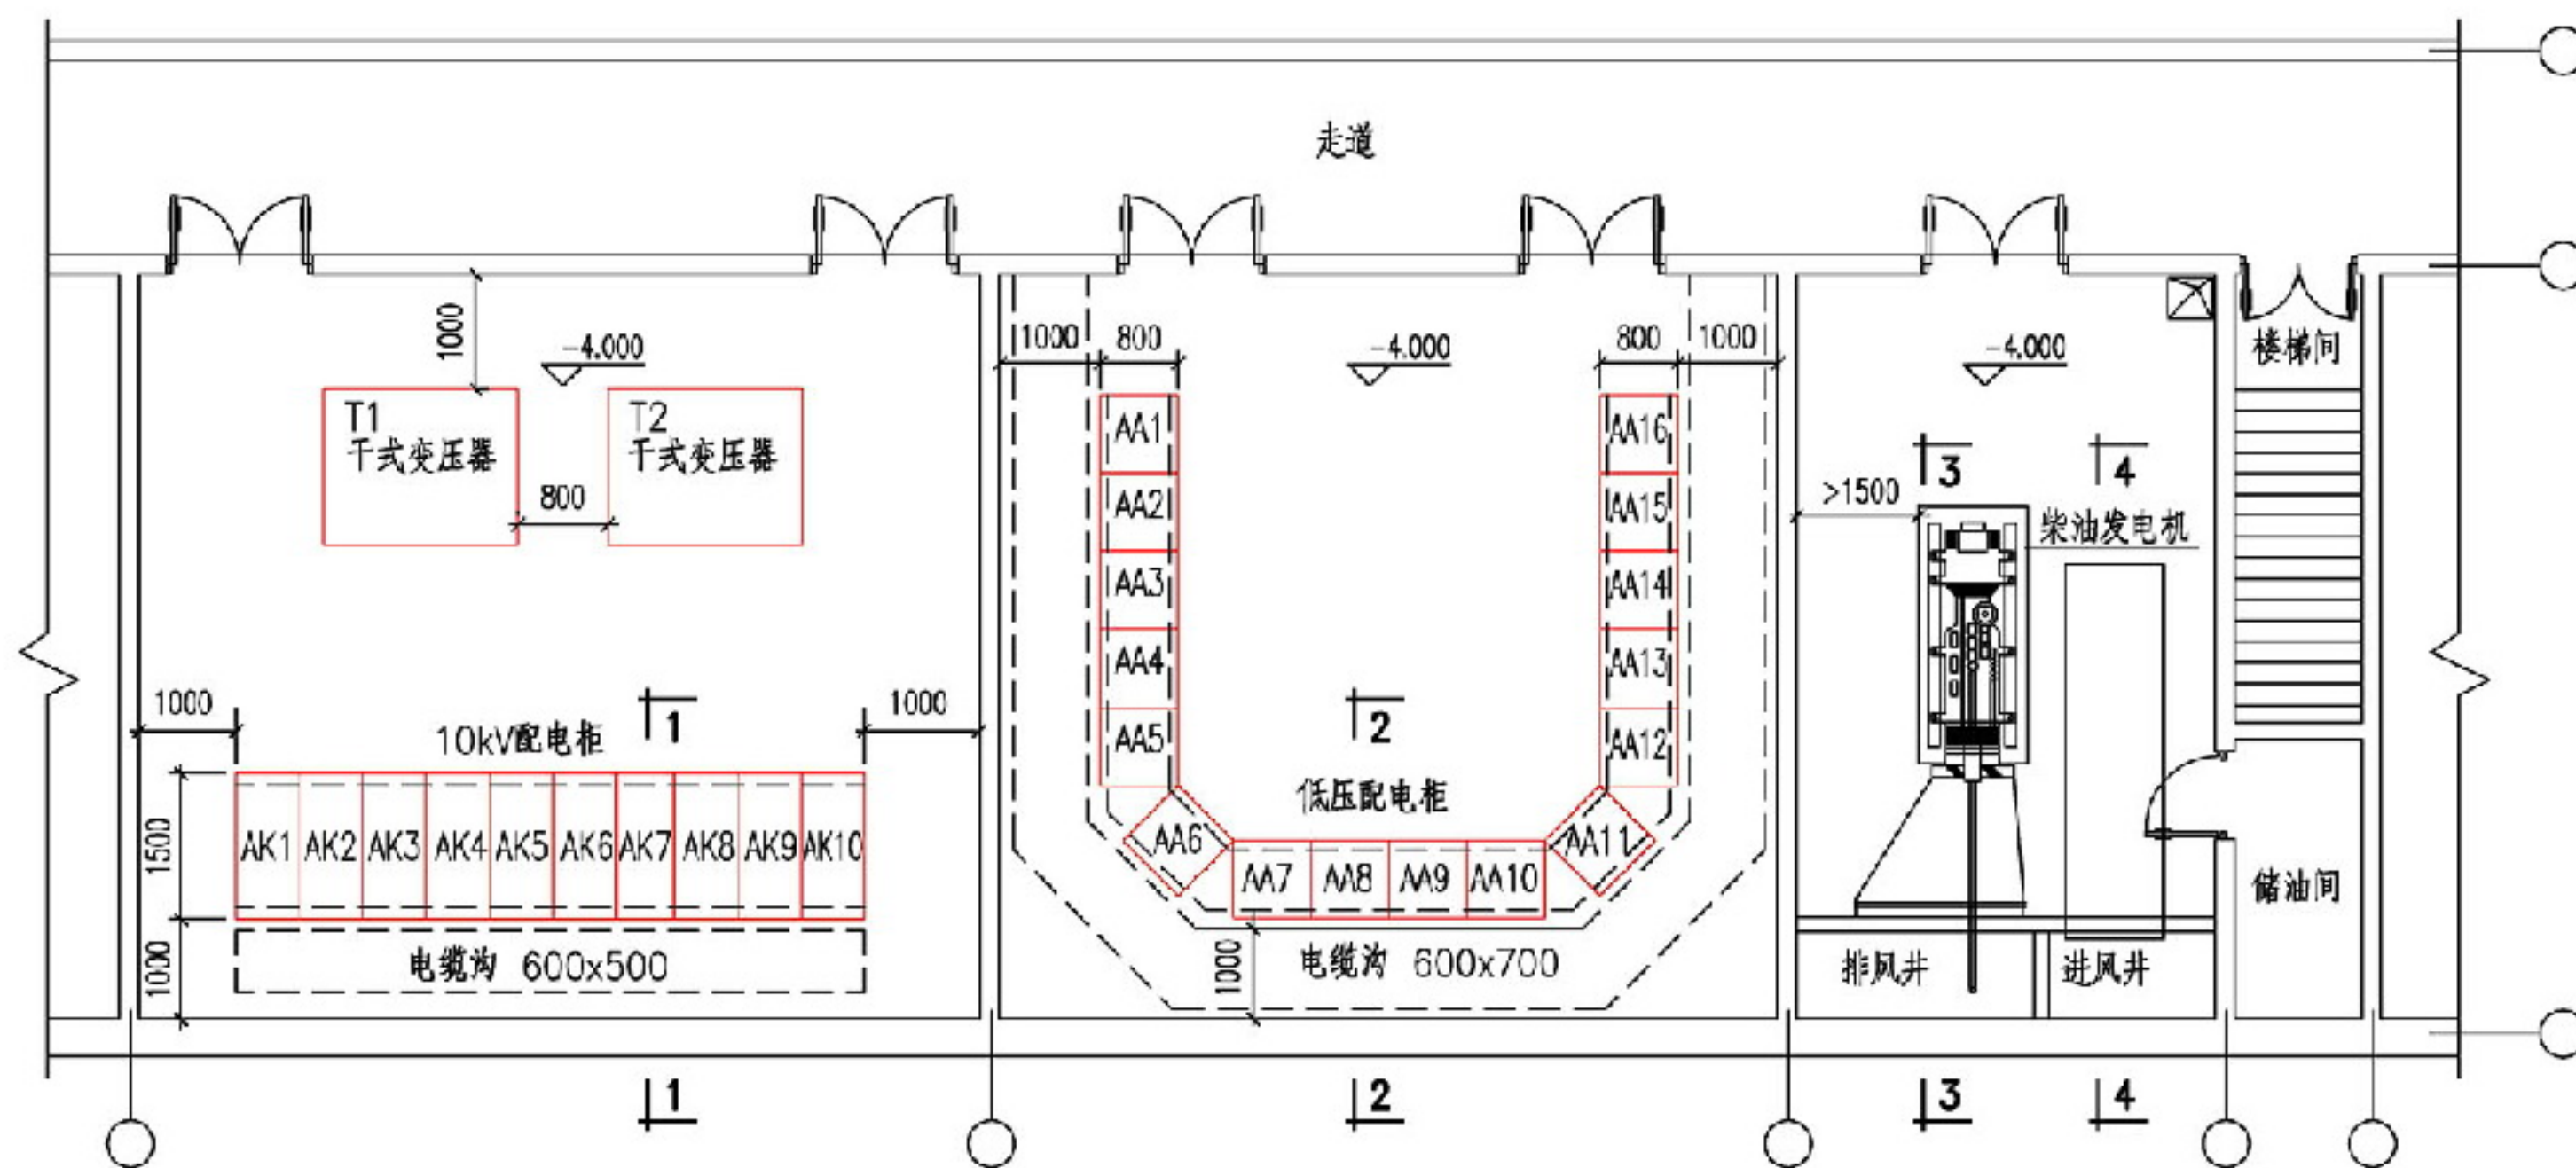 走道
1000
-4.000
T1
干式变压器
T2
干式变压器
800
1000
1000
10kV配电柜
1
1500
AK1
AK2
AK3
AK4
AK5
AK6
AK7
AK8
AK9
AK10
1000
电缆沟 600x500
1
1000
800
-4.000
800
1000
AA1
AA2
AA3
AA4
AA5
AA6
AA7
AA8
AA9
AA10
AA11
AA12
AA13
AA14
AA15
AA16
2
低压配电柜
1000
电缆沟 600x700
2
-4.000
3
4
>1500
柴油发电机
排风井
进风井
3
4
楼梯间
储油间